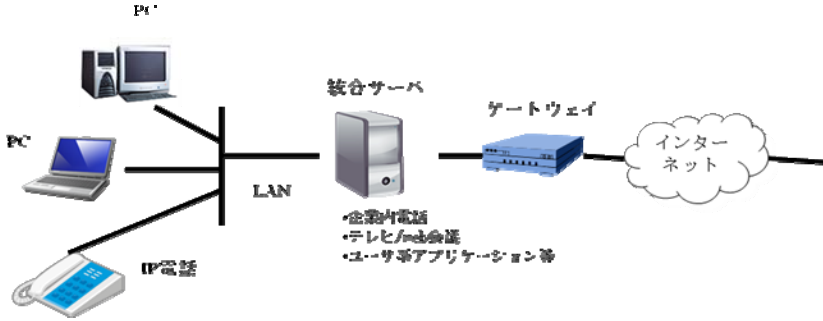 PC
統合サーバ
ゲートウェイ
PC
インター
ネット
LAN
•企業内電話
•テレビ/web会議
•ユーザ系アプリケーション等
IP電話